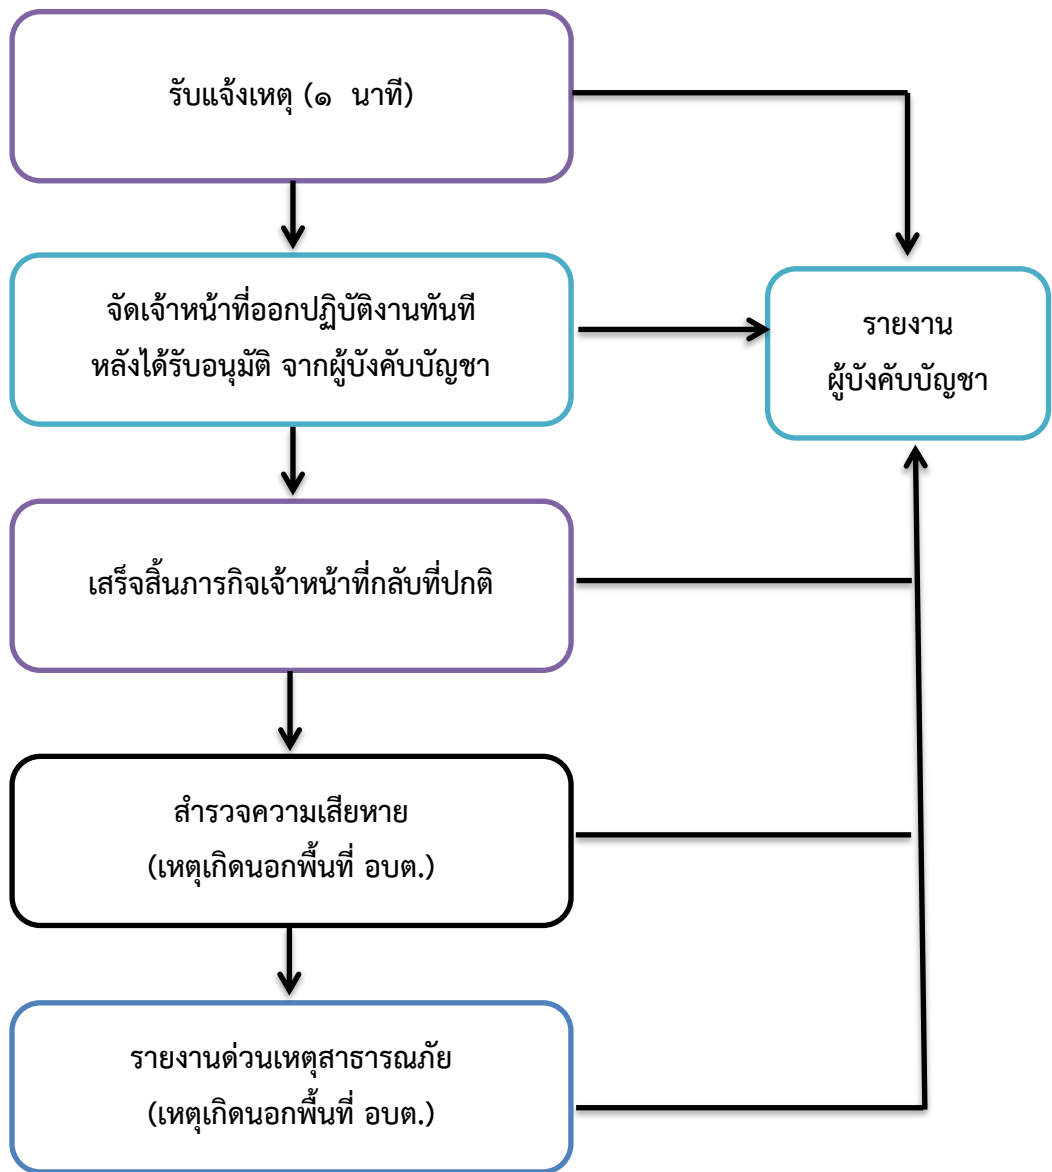 รับแจ้งเหตุ (๑ นาที)
จัดเจ้าหน้าที่ออกปฏิบัติงานทันที
หลังได้รับอนุมัติ จากผู้บังคับบัญชา
รายงาน
ผู้บังคับบัญชา
เสร็จสิ้นภารกิจเจ้าหน้าที่กลับที่ปกติ
สำรวจความเสียหาย
(เหตุเกิดนอกพื้นที่ อบต.)
รายงานด่วนเหตุสาธารณภัย
(เหตุเกิดนอกพื้นที่ อบต.)